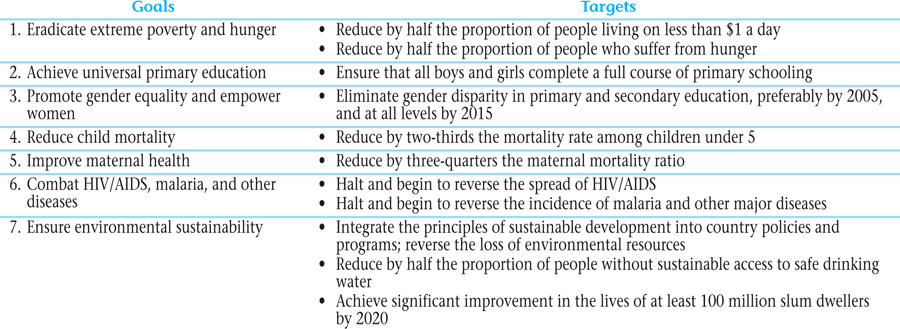 Goals Targets
1. Eradicate extreme poverty and hunger • Reduce by half the proportion of people living on less than $1 a day
• Reduce by half the proportion of people who suffer from hunger
2. Achieve universal primary education • Ensure that all boys and girls complete a full course of primary schooling
3. Promote gender equality and empower • Eliminate gender disparity in primary and secondary education, preferably by 2005,
women and at all levels by 2015
4. Reduce child mortality • Reduce by two-thirds the mortality rate among children under 5
5. Improve maternal health • Reduce by three-quarters the maternal mortality ratio
6. Combat HIV/AIDS, malaria, and other • Halt and begin to reverse the spread of HIV/AIDS
diseases • Halt and begin to reverse the incidence of malaria and other major diseases
7. Ensure environmental sustainability • Integrate the principles of sustainable development into country policies and
programs; reverse the loss of environmental resources
• Reduce by half the proportion of people without sustainable access to safe drinking
water
• Achieve significant improvement in the lives of at least 100 million slum dwellers
by 2020